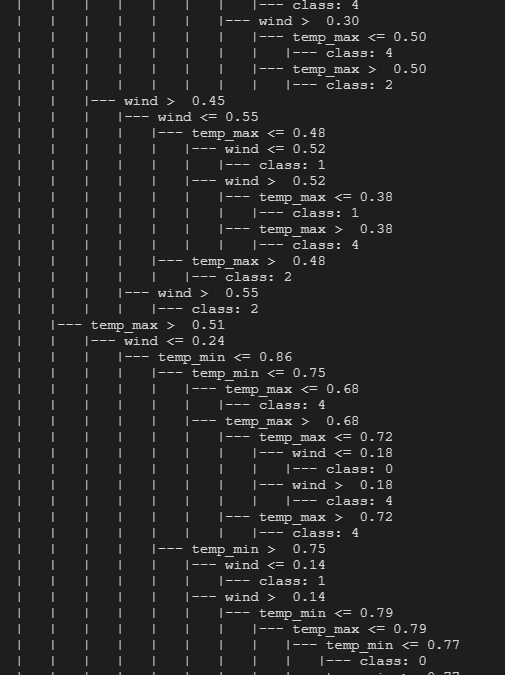 |   |   |   |   |   |   |   |--- class: 4
|   |   |   |   |   |   |--- wind >  0.30
|   |   |   |   |   |   |   |--- temp_max <= 0.50
|   |   |   |   |   |   |   |   |--- class: 4
|   |   |   |   |   |   |   |--- temp_max >  0.50
|   |   |   |   |   |   |   |   |--- class: 2
|   |   |--- wind >  0.45
|   |   |   |--- wind <= 0.55
|   |   |   |   |--- temp_max <= 0.48
|   |   |   |   |   |--- wind <= 0.52
|   |   |   |   |   |   |--- class: 1
|   |   |   |   |   |--- wind >  0.52
|   |   |   |   |   |   |--- temp_max <= 0.38
|   |   |   |   |   |   |   |--- class: 1
|   |   |   |   |   |   |--- temp_max >  0.38
|   |   |   |   |   |   |   |--- class: 4
|   |   |   |   |--- temp_max >  0.48
|   |   |   |   |   |--- class: 2
|   |   |   |--- wind >  0.55
|   |   |   |   |--- class: 2
|   |--- temp_max >  0.51
|   |   |--- wind <= 0.24
|   |   |   |--- temp_min <= 0.86
|   |   |   |   |--- temp_min <= 0.75
|   |   |   |   |   |--- temp_max <= 0.68
|   |   |   |   |   |   |--- class: 4
|   |   |   |   |   |--- temp_max >  0.68
|   |   |   |   |   |   |--- temp_max <= 0.72
|   |   |   |   |   |   |   |--- wind <= 0.18
|   |   |   |   |   |   |   |   |--- class: 0
|   |   |   |   |   |   |   |--- wind >  0.18
|   |   |   |   |   |   |   |   |--- class: 4
|   |   |   |   |   |   |--- temp_max >  0.72
|   |   |   |   |   |   |   |--- class: 4
|   |   |   |   |--- temp_min >  0.75
|   |   |   |   |   |--- wind <= 0.14
|   |   |   |   |   |   |--- class: 1
|   |   |   |   |   |--- wind >  0.14
|   |   |   |   |   |   |--- temp_min <= 0.79
|   |   |   |   |   |   |   |--- temp_max <= 0.79
|   |   |   |   |   |   |   |   |--- temp_min <= 0.77
|   |   |   |   |   |   |   |   |   |--- class: 0